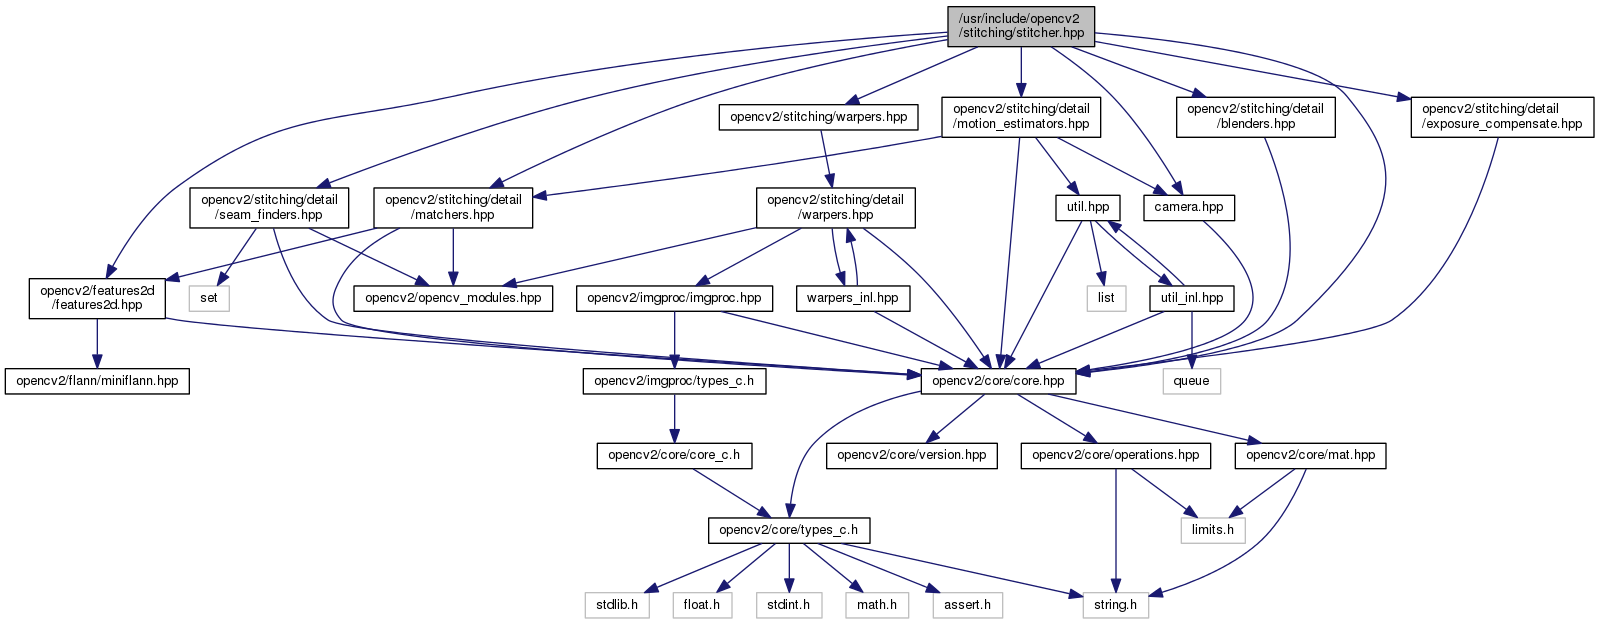 /usr/include/opencv2
/stitching/stitcher.hpp
opencv2/stitching/warpers.hpp
opencv2/stitching/detail
/motion_estimators.hpp
opencv2/stitching/detail
/blenders.hpp
opencv2/stitching/detail
/exposure_compensate.hpp
opencv2/stitching/detail
/seam_finders.hpp
opencv2/stitching/detail
/matchers.hpp
opencv2/stitching/detail
/warpers.hpp
util.hpp
camera.hpp
opencv2/features2d
/features2d.hpp
set
opencv2/opencv_modules.hpp
opencv2/imgproc/imgproc.hpp
warpers_inl.hpp
list
util_inl.hpp
opencv2/flann/miniflann.hpp
opencv2/imgproc/types_c.h
opencv2/core/core.hpp
queue
opencv2/core/core_c.h
opencv2/core/version.hpp
opencv2/core/operations.hpp
opencv2/core/mat.hpp
opencv2/core/types_c.h
limits.h
stdlib.h
float.h
stdint.h
math.h
assert.h
string.h